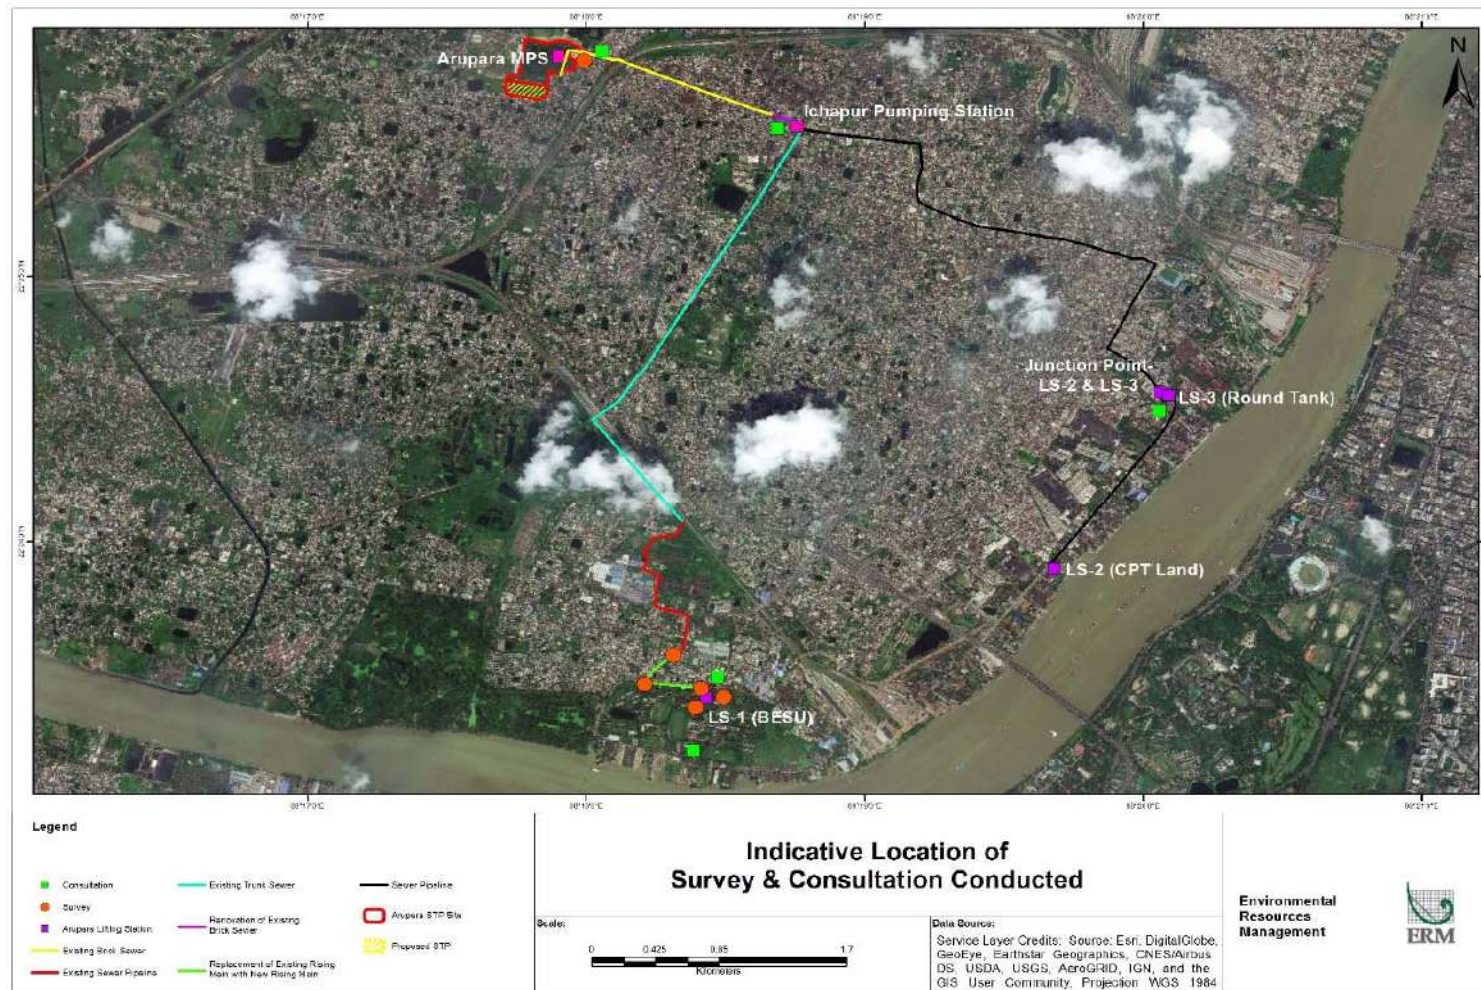 Arupara MPS
N
Ichapur Pumping Station
Junction Point-
LS-2 & LS-3
LS-3 (Round Tank)
LS-2 (CPT Land)
LS-1 (BESU)
Legend
Consultation
Survey
Arupara Lifting Station
Existing Brick Sewer
Existing Sewer Pipeline
Existing Trunk Sewer
Renovation of Existing
Brick Sewer
Replacement of Existing Rising
Main with New Rising Main
Sewer Pipeline
Arupara STP Site
Proposed STP
Indicative Location of
Survey & Consultation Conducted
Scale:
0 0.425 0.85 1.7
Kilometers
Data Source:
Service Layer Credits: Source: Esri, DigitalGlobe,
GeoEye, Earthstar Geographics, CNES/Airbus
DS, USDA, USGS, AeroGRID, IGN, and the
GIS User Community, Projection WGS 1984
Environmental
Resources
Management
ERM